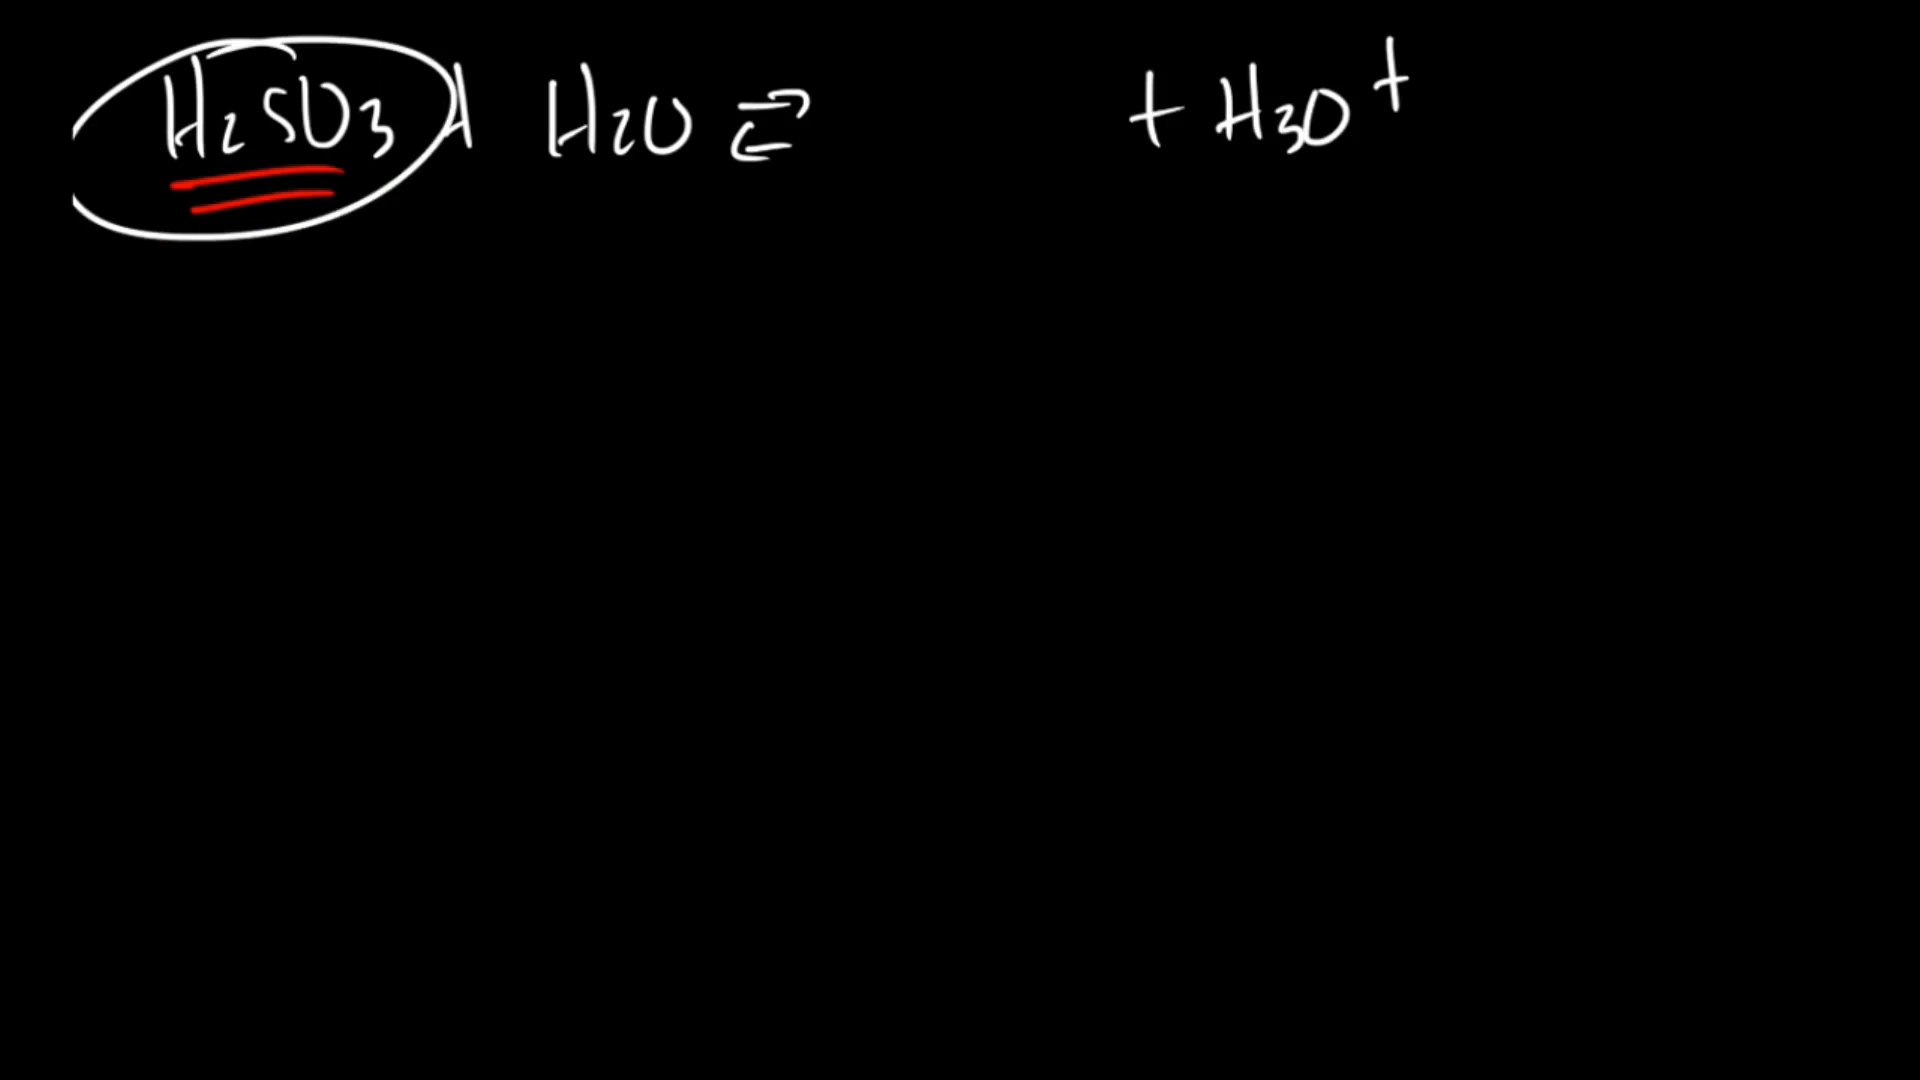 H₂SO₃ + H₂O ⇌ + H₃O⁺